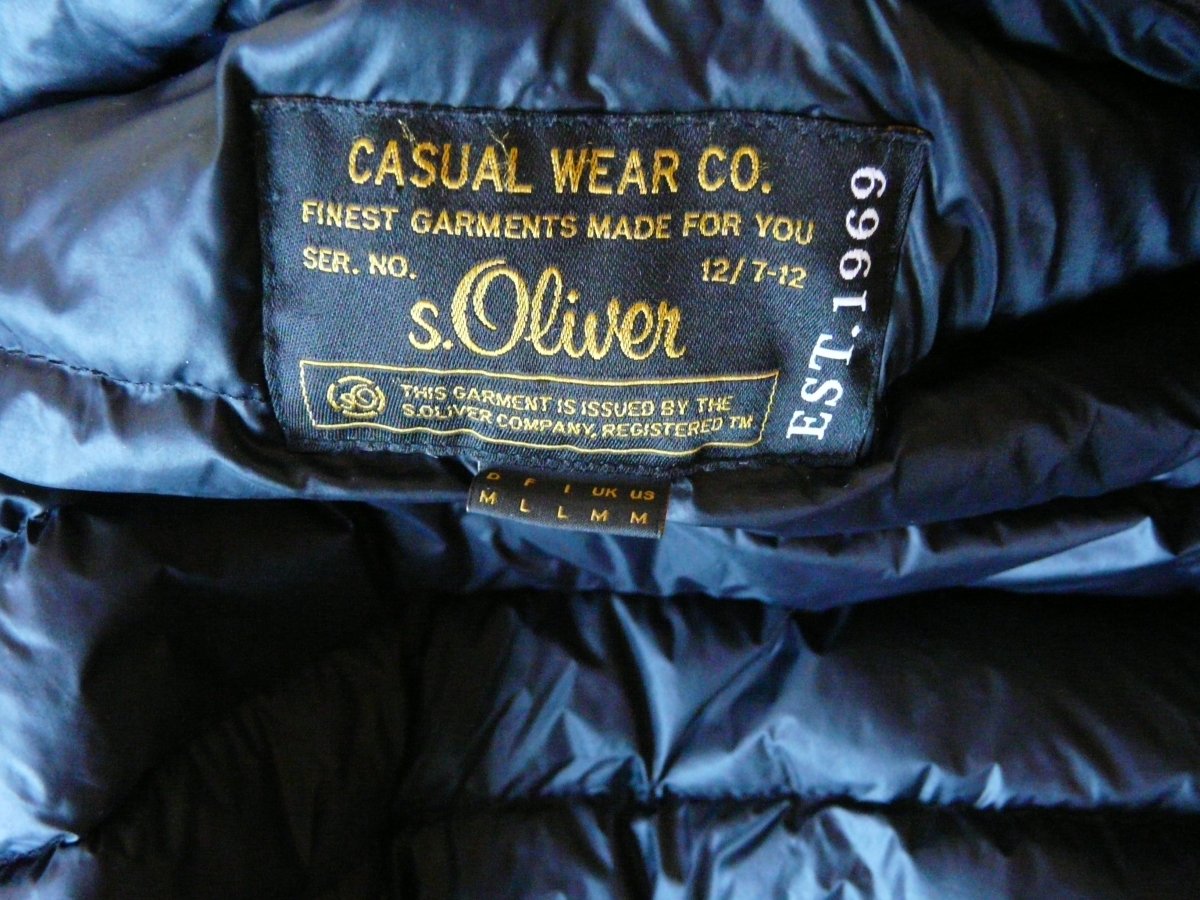 CASUAL WEAR CO.
FINEST GARMENTS MADE FOR YOU
SER. NO. 12/7-12
s.Oliver
THIS GARMENT IS ISSUED BY THE
S.OLIVER COMPANY, REGISTERED TM
EST.1969
D F I UK US
M L L M M